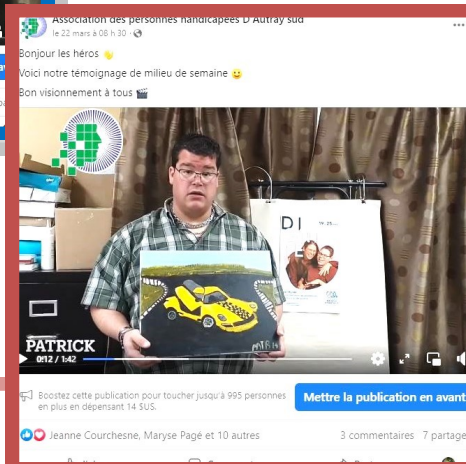 Association des personnes handicapées D'Autray sud
le 22 mars à 08 h 30
Bonjour les héros 👋
Voici notre témoignage de milieu de semaine 😃
Bon visionnement à tous 🎬
DI
PATRICK
MTB
0:12 / 1:42
Boostez cette publication pour toucher jusqu'à 995 personnes
en plus en dépensant 14 $US.
Mettre la publication en avant
Jeanne Courchesne, Maryse Pagé et 10 autres
3 commentaires 7 partage